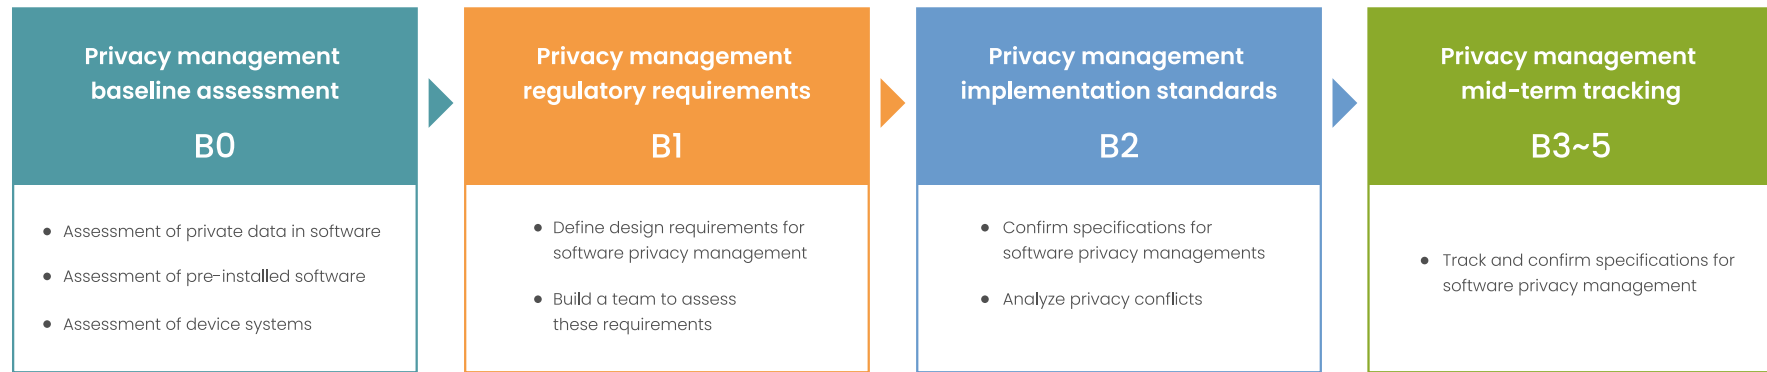 Privacy management
baseline assessment
B0
• Assessment of private data in software
• Assessment of pre-installed software
• Assessment of device systems
Privacy management
regulatory requirements
B1
• Define design requirements for
software privacy management
• Build a team to assess
these requirements
Privacy management
implementation standards
B2
• Confirm specifications for
software privacy managements
• Analyze privacy conflicts
Privacy management
mid-term tracking
B3~5
• Track and confirm specifications for
software privacy management